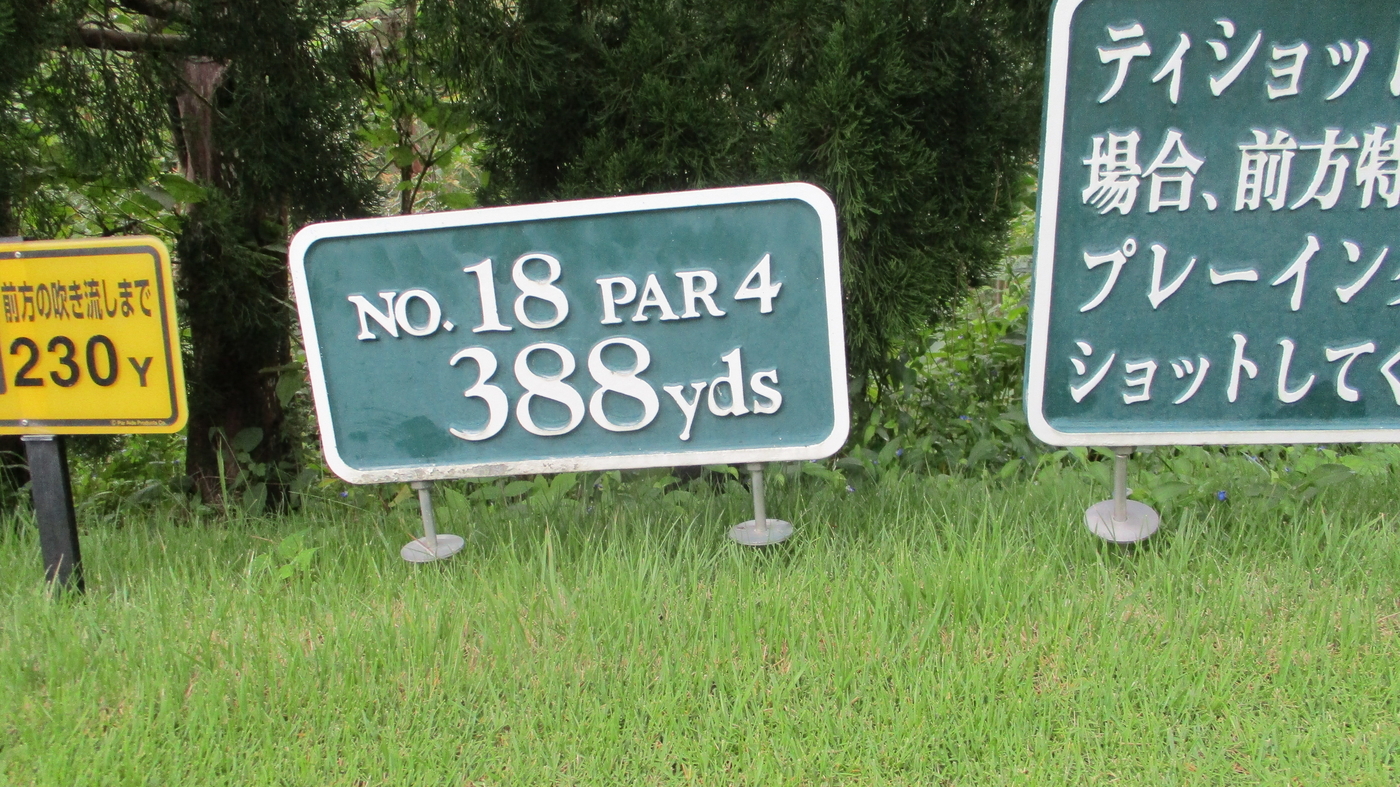 前方の吹き流しまで
230Y
NO. 18 PAR 4
388yds
ティショッ
場合、前方特
プレーイン
ショットしてく